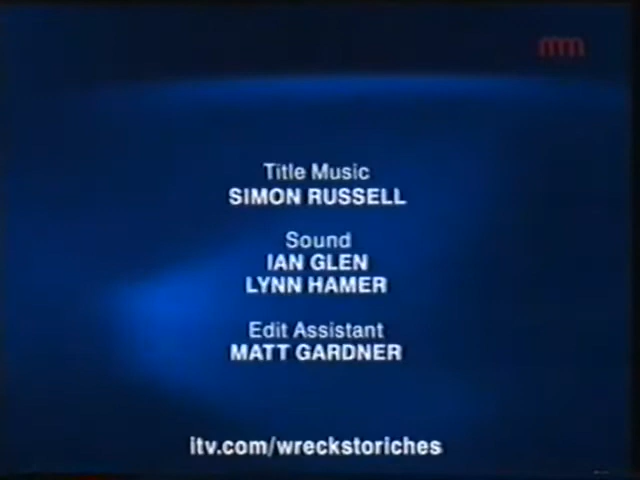 Title Music
SIMON RUSSELL
Sound
IAN GLEN
LYNN HAMER
Edit Assistant
MATT GARDNER
itv.com/wreckstoriches